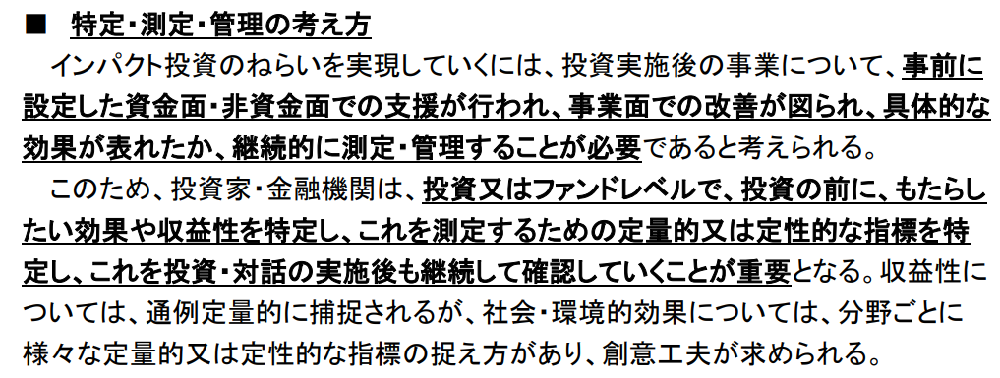 ■ 特定・測定・管理の考え方
インパクト投資のねらいを実現していくには、投資実施後の事業について、事前に
設定した資金面・非資金面での支援が行われ、事業面での改善が図られ、具体的な
効果が表れたか、継続的に測定・管理することが必要であると考えられる。
このため、投資家・金融機関は、投資又はファンドレベルで、投資の前に、もたらし
たい効果や収益性を特定し、これを測定するための定量的又は定性的な指標を特
定し、これを投資・対話の実施後も継続して確認していくことが重要となる。収益性に
ついては、通例定量的に捕捉されるが、社会・環境的効果については、分野ごとに
様々な定量的又は定性的な指標の捉え方があり、創意工夫が求められる。